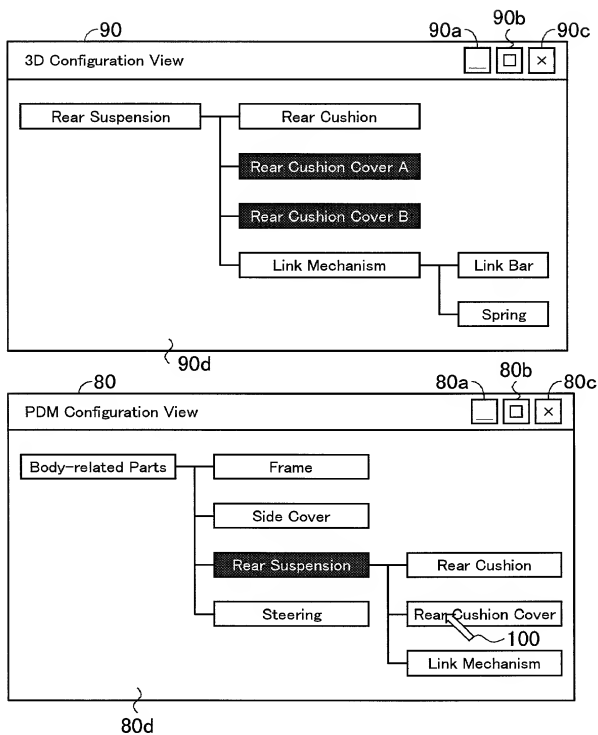 90 90a 90b 90c
3D Configuration View _ □ ×
Rear Suspension Rear Cushion
Rear Cushion Cover A
Rear Cushion Cover B
Link Mechanism Link Bar
Spring
90d
80 80a 80b 80c
PDM Configuration View _ □ ×
Body-related Parts Frame
Side Cover
Rear Suspension Rear Cushion
Steering Rear Cushion Cover
100
Link Mechanism
80d